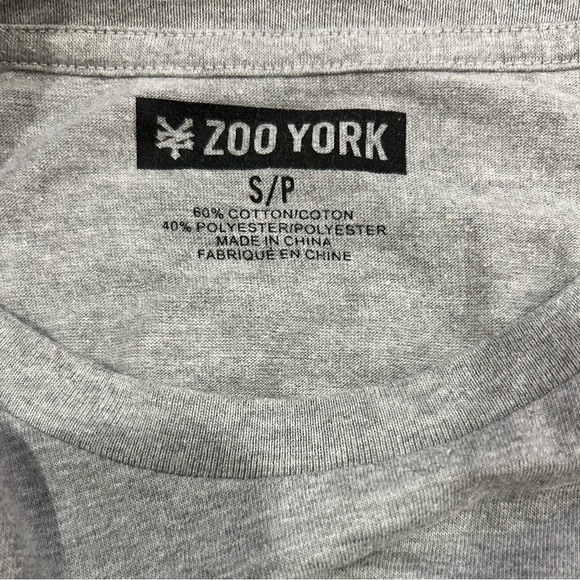 ZOO YORK
S/P
60% COTTON/COTON
40% POLYESTER/POLYESTER
MADE IN CHINA
FABRIQUÉ EN CHINE